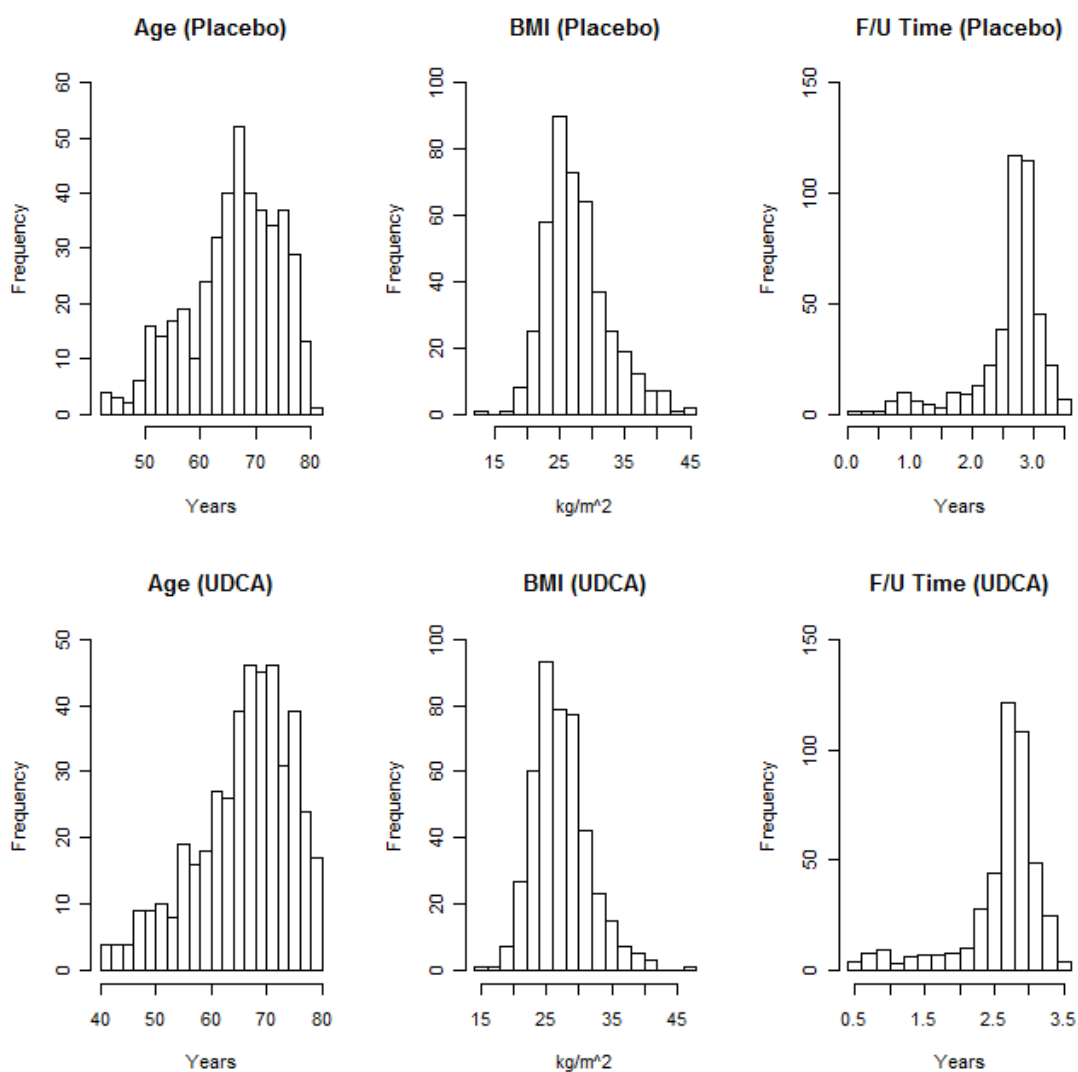 Age (Placebo)
Frequency
0 10 20 30 40 50 60
50 60 70 80
Years
BMI (Placebo)
Frequency
0 20 40 60 80 100
15 25 35 45
kg/m^2
F/U Time (Placebo)
Frequency
0 50 100 150
0.0 1.0 2.0 3.0
Years
Age (UDCA)
Frequency
0 10 20 30 40 50
40 50 60 70 80
Years
BMI (UDCA)
Frequency
0 20 40 60 80 100
15 25 35 45
kg/m^2
F/U Time (UDCA)
Frequency
0 50 100 150
0.5 1.5 2.5 3.5
Years